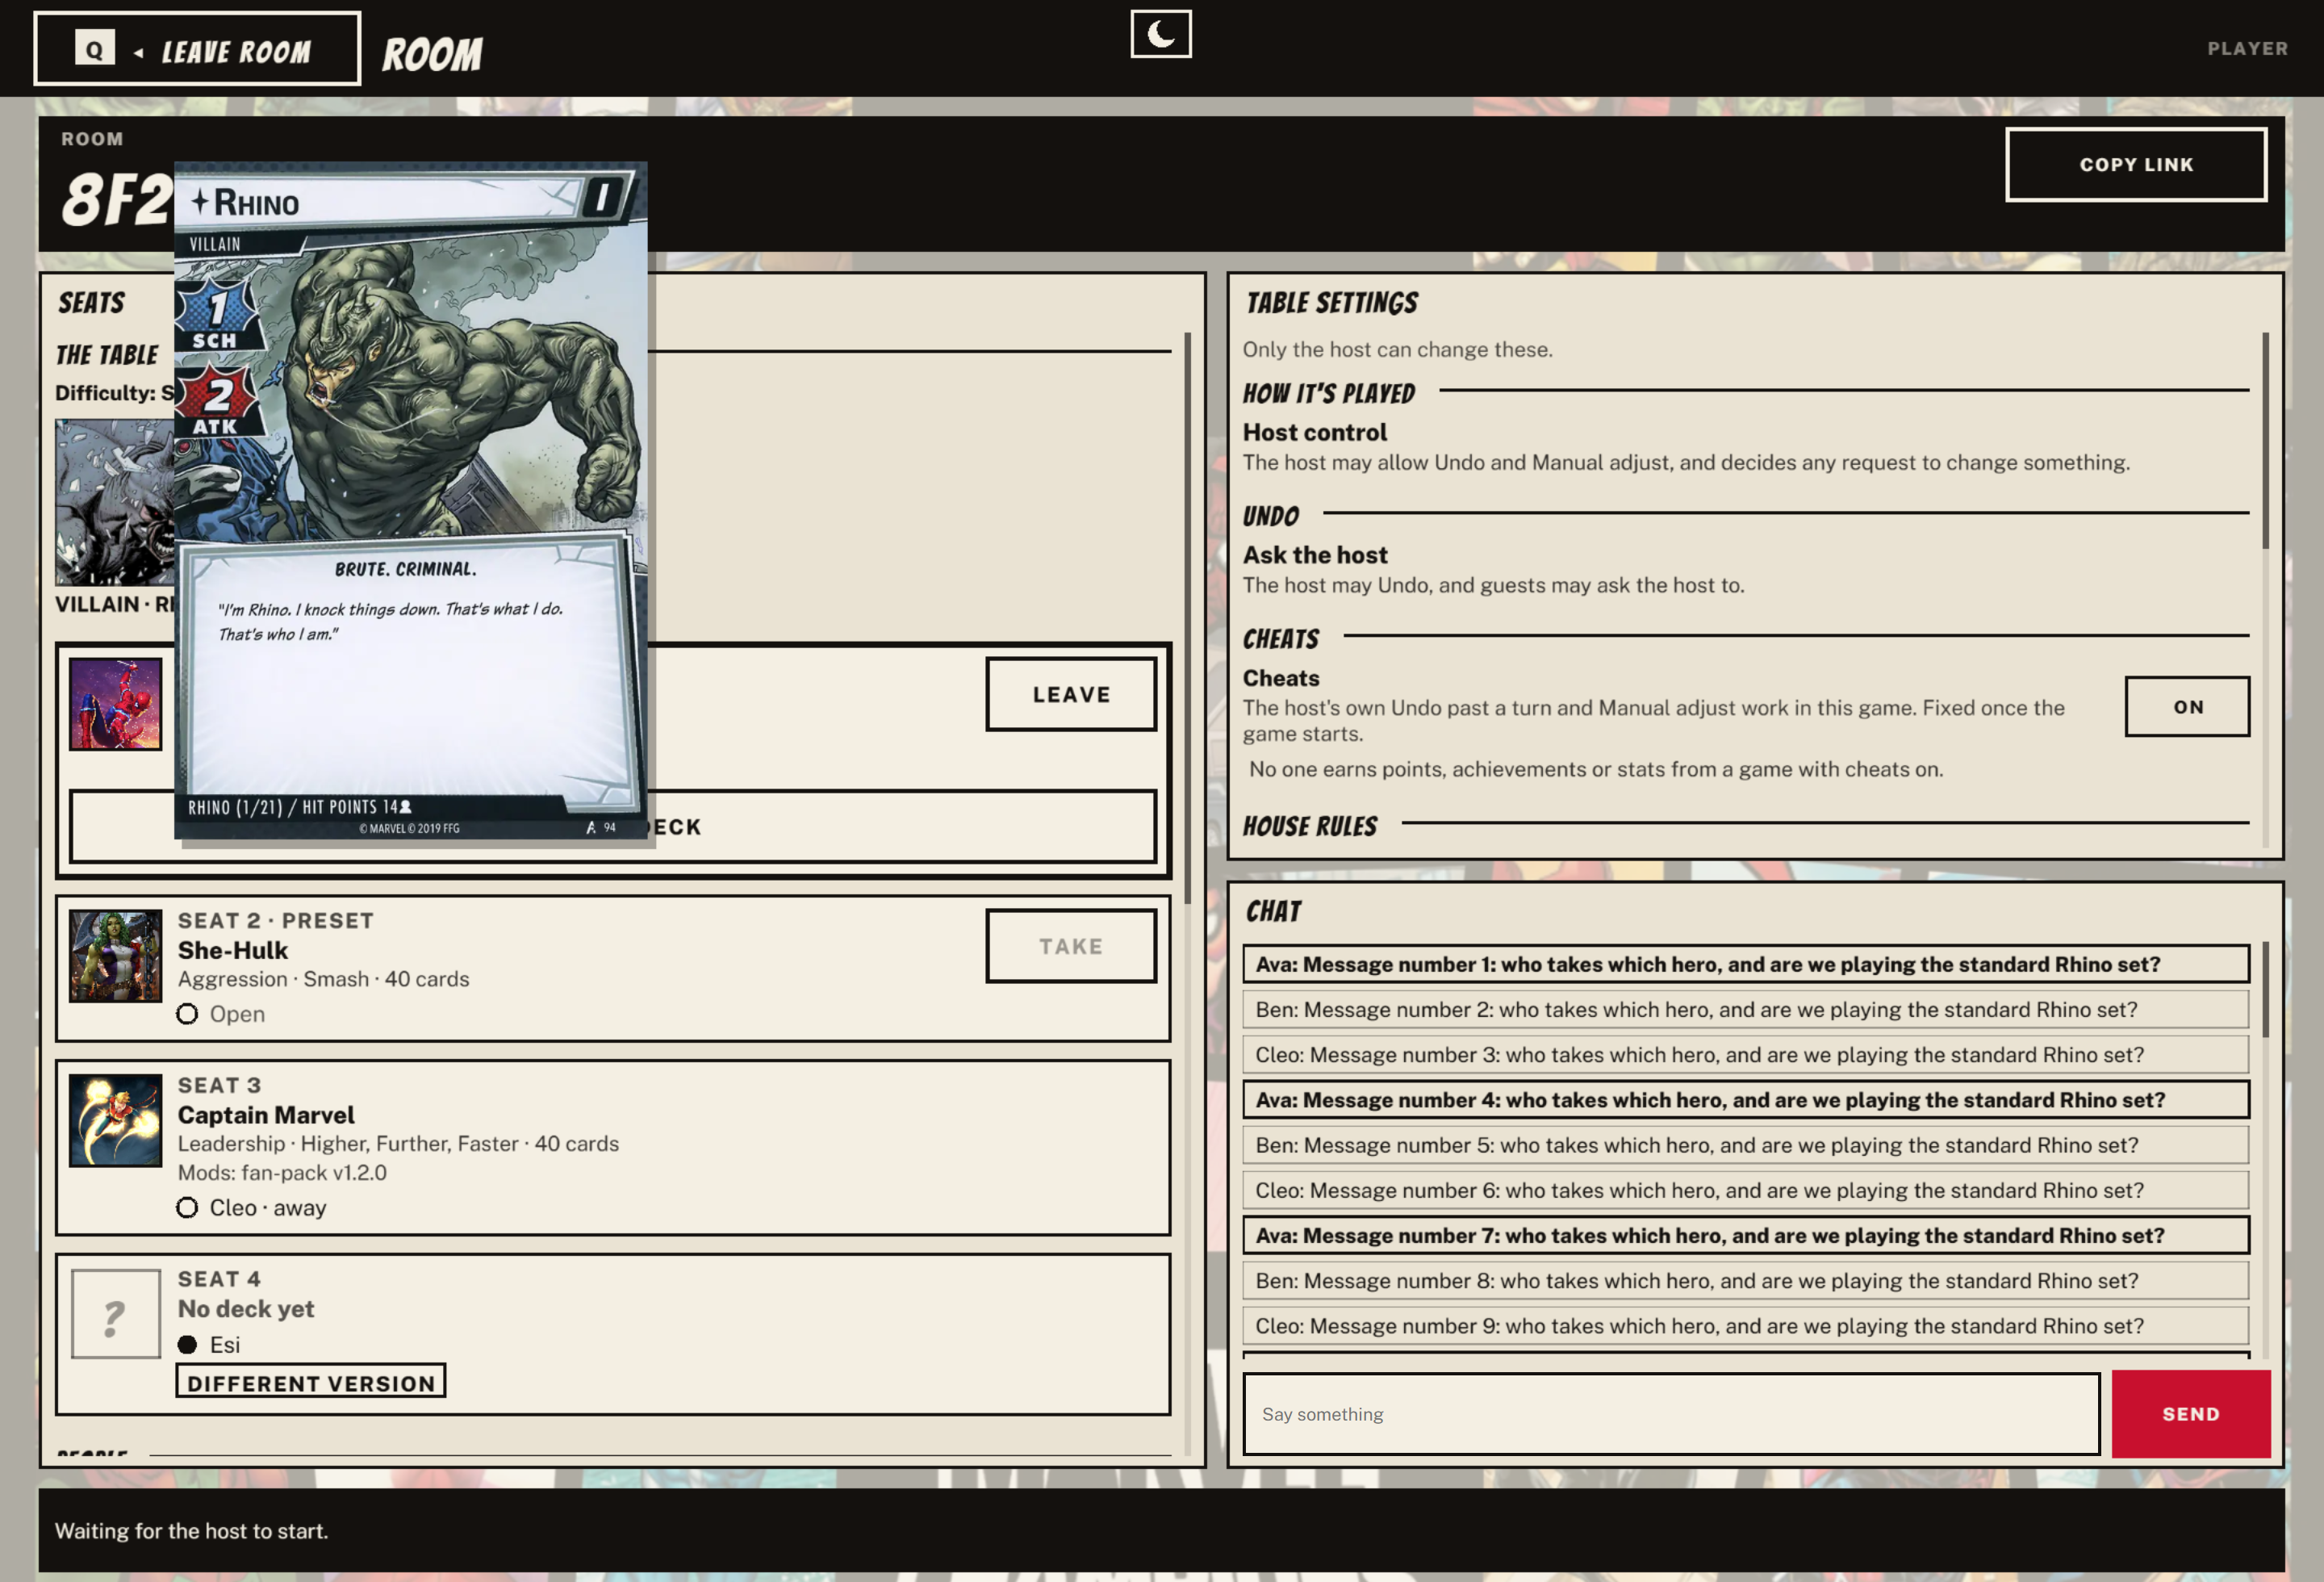 Q ◂ LEAVE ROOM
ROOM
PLAYER
ROOM
8F2
COPY LINK
RHINO
I
VILLAIN
1
SCH
2
ATK
BRUTE. CRIMINAL.
"I'm Rhino. I knock things down. That's what I do.
That's who I am."
RHINO (1/21) / HIT POINTS 14
© MARVEL © 2019 FFG
94
SEATS
THE TABLE
Difficulty:
VILLAIN ·
LEAVE
SEAT 2 · PRESET
She-Hulk
Aggression · Smash · 40 cards
Open
TAKE
SEAT 3
Captain Marvel
Leadership · Higher, Further, Faster · 40 cards
Mods: fan-pack v1.2.0
Cleo · away
?
SEAT 4
No deck yet
Esi
DIFFERENT VERSION
TABLE SETTINGS
Only the host can change these.
HOW IT'S PLAYED
Host control
The host may allow Undo and Manual adjust, and decides any request to change something.
UNDO
Ask the host
The host may Undo, and guests may ask the host to.
CHEATS
Cheats
The host's own Undo past a turn and Manual adjust work in this game. Fixed once the
game starts.
ON
No one earns points, achievements or stats from a game with cheats on.
HOUSE RULES
CHAT
Ava: Message number 1: who takes which hero, and are we playing the standard Rhino set?
Ben: Message number 2: who takes which hero, and are we playing the standard Rhino set?
Cleo: Message number 3: who takes which hero, and are we playing the standard Rhino set?
Ava: Message number 4: who takes which hero, and are we playing the standard Rhino set?
Ben: Message number 5: who takes which hero, and are we playing the standard Rhino set?
Cleo: Message number 6: who takes which hero, and are we playing the standard Rhino set?
Ava: Message number 7: who takes which hero, and are we playing the standard Rhino set?
Ben: Message number 8: who takes which hero, and are we playing the standard Rhino set?
Cleo: Message number 9: who takes which hero, and are we playing the standard Rhino set?
Say something
SEND
Waiting for the host to start.